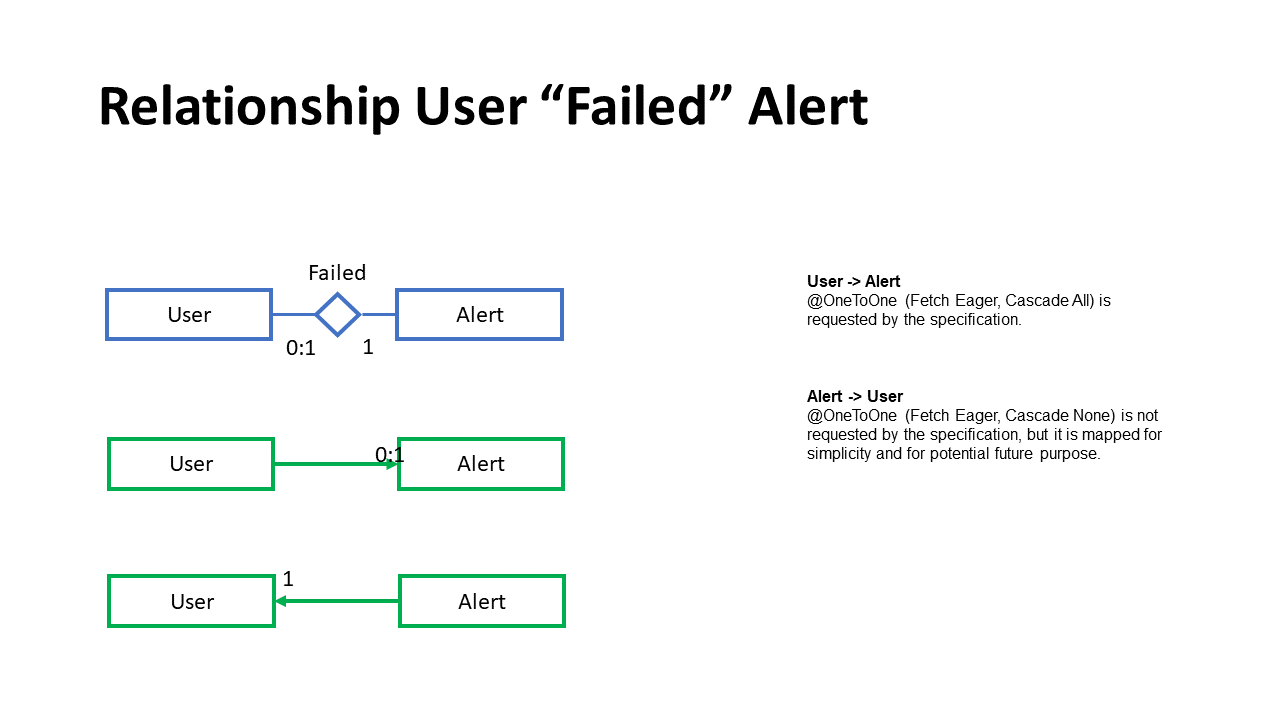 Relationship User “Failed” Alert
Failed
User
Alert
0:1
1
User -> Alert
@OneToOne (Fetch Eager, Cascade All) is
requested by the specification.
Alert -> User
@OneToOne (Fetch Eager, Cascade None) is not
requested by the specification, but it is mapped for
simplicity and for potential future purpose.
User
0:1
Alert
1
User
Alert